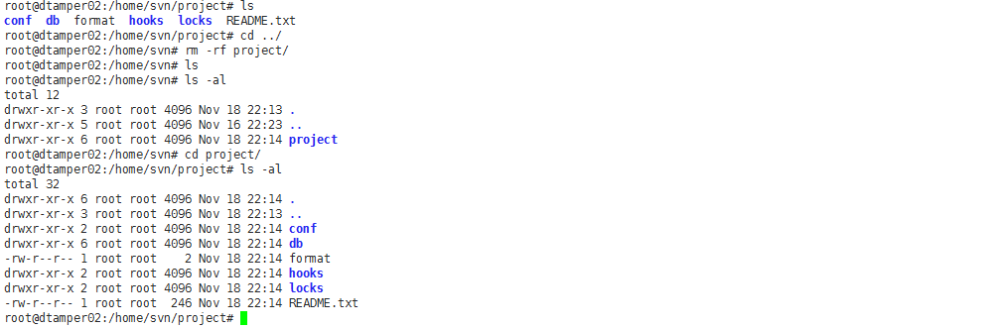 root@dtamper02:/home/svn/project# ls
conf  db  format  hooks  locks  README.txt
root@dtamper02:/home/svn/project# cd ../
root@dtamper02:/home/svn# rm -rf project/
root@dtamper02:/home/svn# ls
root@dtamper02:/home/svn# ls -al
total 12
drwxr-xr-x 3 root root 4096 Nov 18 22:13 .
drwxr-xr-x 5 root root 4096 Nov 16 22:23 ..
drwxr-xr-x 6 root root 4096 Nov 18 22:14 project
root@dtamper02:/home/svn# cd project/
root@dtamper02:/home/svn/project# ls -al
total 32
drwxr-xr-x 6 root root 4096 Nov 18 22:14 .
drwxr-xr-x 3 root root 4096 Nov 18 22:13 ..
drwxr-xr-x 2 root root 4096 Nov 18 22:14 conf
drwxr-xr-x 6 root root 4096 Nov 18 22:14 db
-rw-r--r-- 1 root root    2 Nov 18 22:14 format
drwxr-xr-x 2 root root 4096 Nov 18 22:14 hooks
drwxr-xr-x 2 root root 4096 Nov 18 22:14 locks
-rw-r--r-- 1 root root  246 Nov 18 22:14 README.txt
root@dtamper02:/home/svn/project#